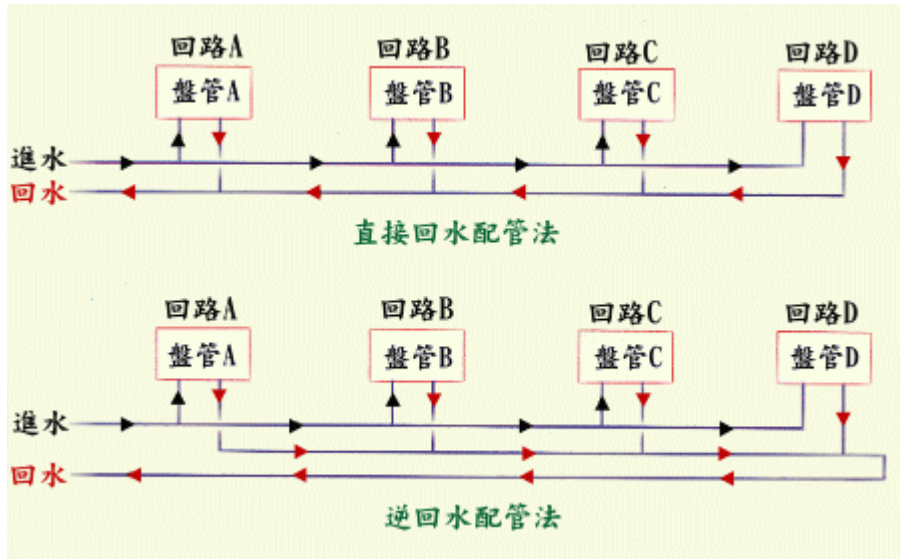 回路A 回路B 回路C 回路D
盤管A 盤管B 盤管C 盤管D
進水
回水
直接回水配管法
回路A 回路B 回路C 回路D
盤管A 盤管B 盤管C 盤管D
進水
回水
逆回水配管法